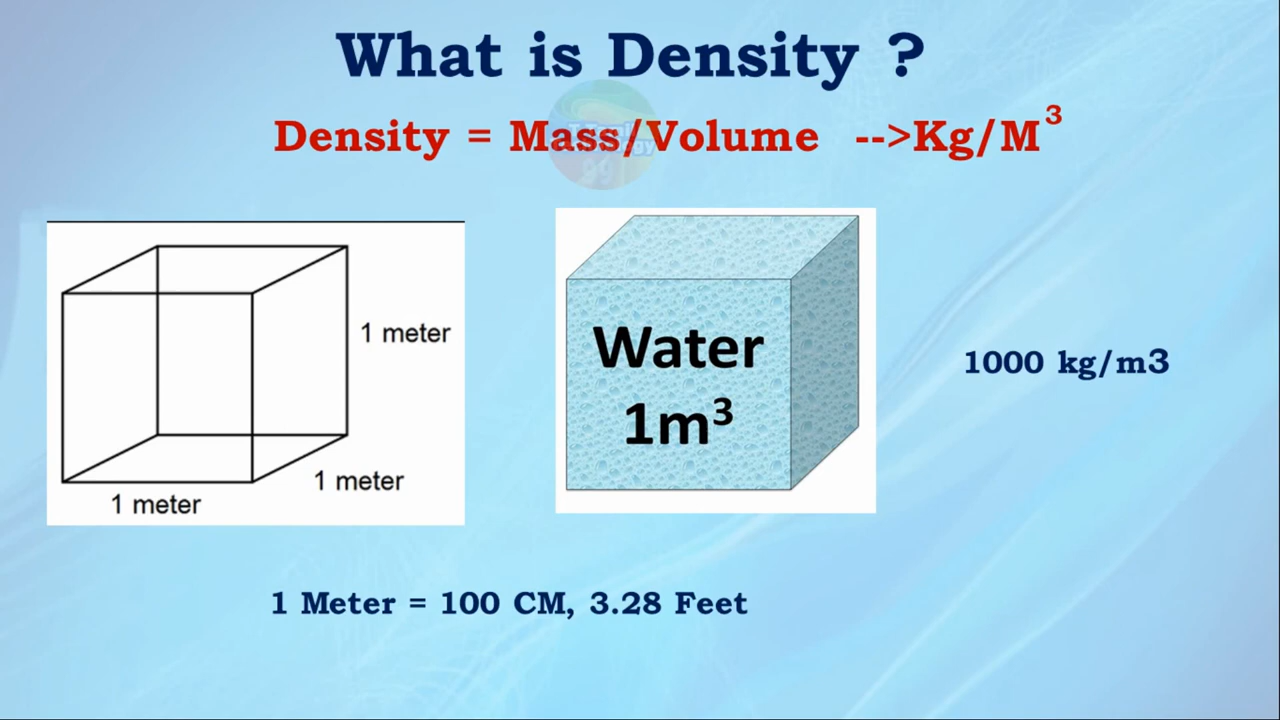 What is Density ?
Density = Mass/Volume -->Kg/M³
1 meter
1 meter
1 meter
Water
1m³
1000 kg/m3
1 Meter = 100 CM, 3.28 Feet